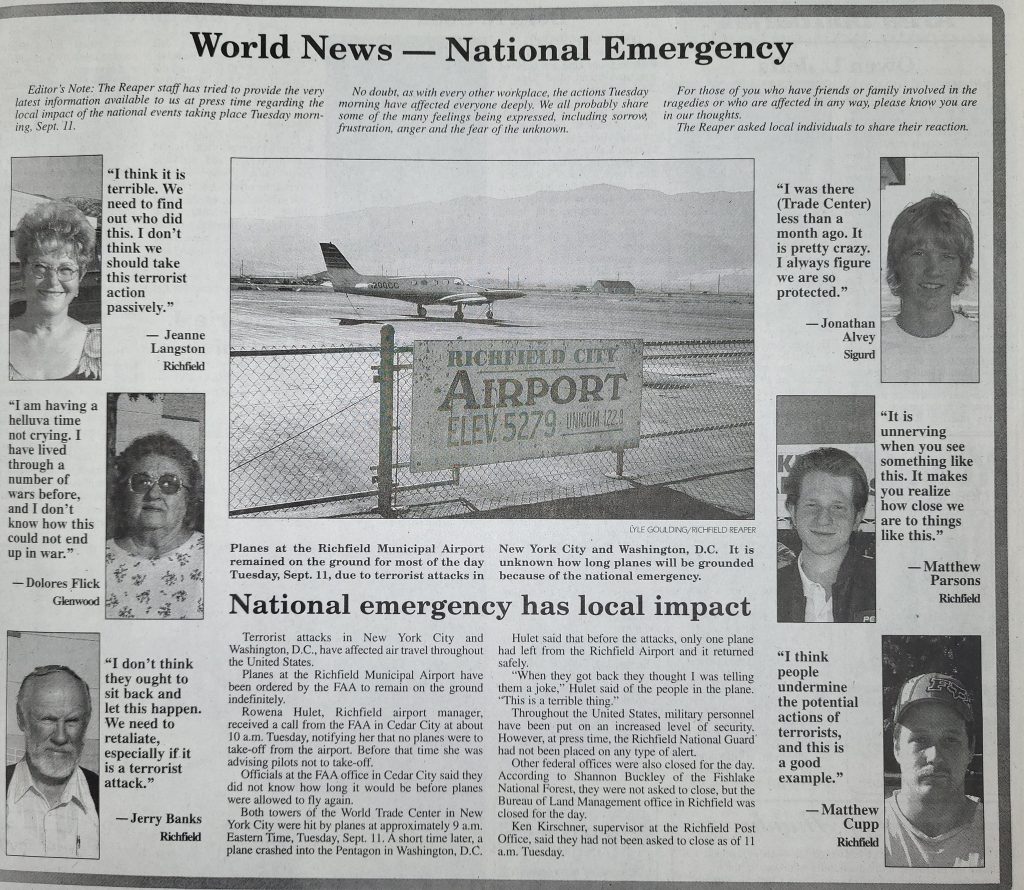 World News — National Emergency
Editor's Note: The Reaper staff has tried to provide the very
latest information available to us at press time regarding the
local impact of the national events taking place Tuesday morn-
ing, Sept. 11.
No doubt, as with every other workplace, the actions Tuesday
morning have affected everyone deeply. We all probably share
some of the many feelings being expressed, including sorrow,
frustration, anger and the fear of the unknown.
For those of you who have friends or family involved in the
tragedies or who are affected in any way, please know you are
in our thoughts.
The Reaper asked local individuals to share their reaction.
“I think it is
terrible. We
need to find
out who did
this. I don't
think we
should take
this terrorist
action
passively.”
— Jeanne
Langston
Richfield
“I am having a
helluva time
not crying. I
have lived
through a
number of
wars before,
and I don't
know how this
could not end
up in war.”
— Dolores Flick
Glenwood
“I don't think
they ought to
sit back and
let this happen.
We need to
retaliate,
especially if it
is a terrorist
attack.”
— Jerry Banks
Richfield
RICHFIELD CITY
AIRPORT
ELEV. 5279 - UNICOM 122.8
LYLE GOULDING/RICHFIELD REAPER
Planes at the Richfield Municipal Airport
remained on the ground for most of the day
Tuesday, Sept. 11, due to terrorist attacks in
New York City and Washington, D.C. It is
unknown how long planes will be grounded
because of the national emergency.
National emergency has local impact
Terrorist attacks in New York City and
Washington, D.C., have affected air travel throughout
the United States.
Planes at the Richfield Municipal Airport have
been ordered by the FAA to remain on the ground
indefinitely.
Rowena Hulet, Richfield airport manager,
received a call from the FAA in Cedar City at about
10 a.m. Tuesday, notifying her that no planes were to
take-off from the airport. Before that time she was
advising pilots not to take-off.
Officials at the FAA office in Cedar City said they
did not know how long it would be before planes
were allowed to fly again.
Both towers of the World Trade Center in New
York City were hit by planes at approximately 9 a.m.
Eastern Time, Tuesday, Sept. 11. A short time later, a
plane crashed into the Pentagon in Washington, D.C.
Hulet said that before the attacks, only one plane
had left from the Richfield Airport and it returned
safely.
“When they got back they thought I was telling
them a joke,” Hulet said of the people in the plane.
“This is a terrible thing.”
Throughout the United States, military personnel
have been put on an increased level of security.
However, at press time, the Richfield National Guard
had not been placed on any type of alert.
Other federal offices were also closed for the day.
According to Shannon Buckley of the Fishlake
National Forest, they were not asked to close, but the
Bureau of Land Management office in Richfield was
closed for the day.
Ken Kirschner, supervisor at the Richfield Post
Office, said they had not been asked to close as of 11
a.m. Tuesday.
“I was there
(Trade Center)
less than a
month ago. It
is pretty crazy.
I always figure
we are so
protected.”
— Jonathan
Alvey
Sigurd
“It is
unnerving
when you see
something like
this. It makes
you realize
how close we
are to things
like this.”
— Matthew
Parsons
Richfield
“I think
people
undermine
the potential
actions of
terrorists,
and this is
a good
example.”
— Matthew
Cupp
Richfield